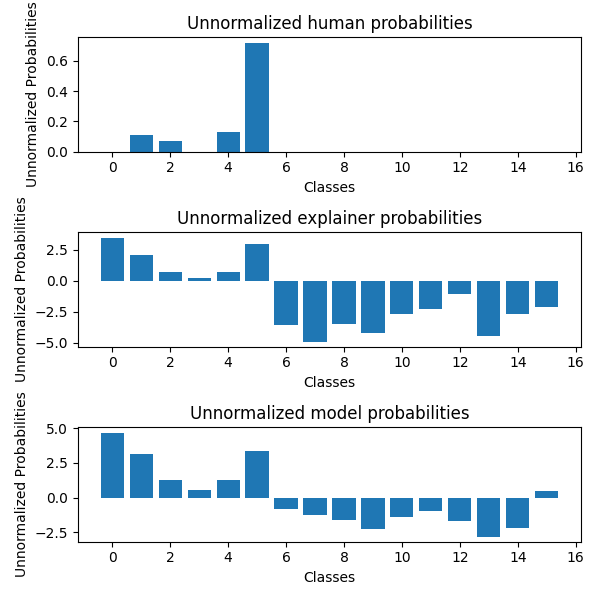 Unnormalized human probabilities
Unnormalized Probabilities
0.6
0.4
0.2
0.0
0 2 4 6 8 10 12 14 16
Classes
Unnormalized explainer probabilities
Unnormalized Probabilities
2.5
0.0
−2.5
−5.0
0 2 4 6 8 10 12 14 16
Classes
Unnormalized model probabilities
Unnormalized Probabilities
5.0
2.5
0.0
−2.5
0 2 4 6 8 10 12 14 16
Classes